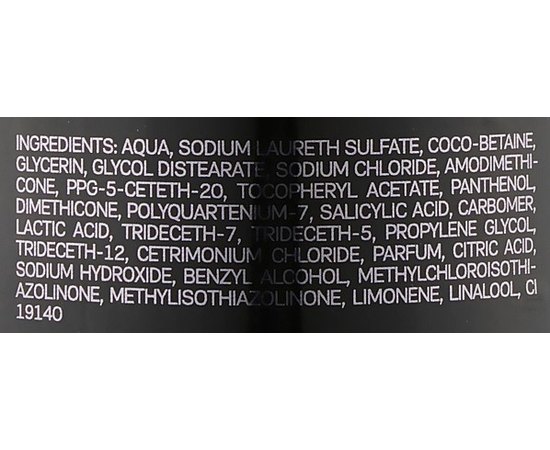 INGREDIENTS: AQUA, SODIUM LAURETH SULFATE, COCO-BETAINE,
GLYCERIN, GLYCOL DISTEARATE, SODIUM CHLORIDE, AMODIMETHI-
CONE, PPG-5-CETETH-20, TOCOPHERYL ACETATE, PANTHENOL,
DIMETHICONE, POLYQUARTENIUM-7, SALICYLIC ACID, CARBOMER,
LACTIC ACID, TRIDECETH-7, TRIDECETH-5, PROPYLENE GLYCOL,
TRIDECETH-12, CETRIMONIUM CHLORIDE, PARFUM, CITRIC ACID,
SODIUM HYDROXIDE, BENZYL ALCOHOL, METHYLCHLOROISOTHI-
AZOLINONE, METHYLISOTHIAZOLINONE, LIMONENE, LINALOOL, CI
19140